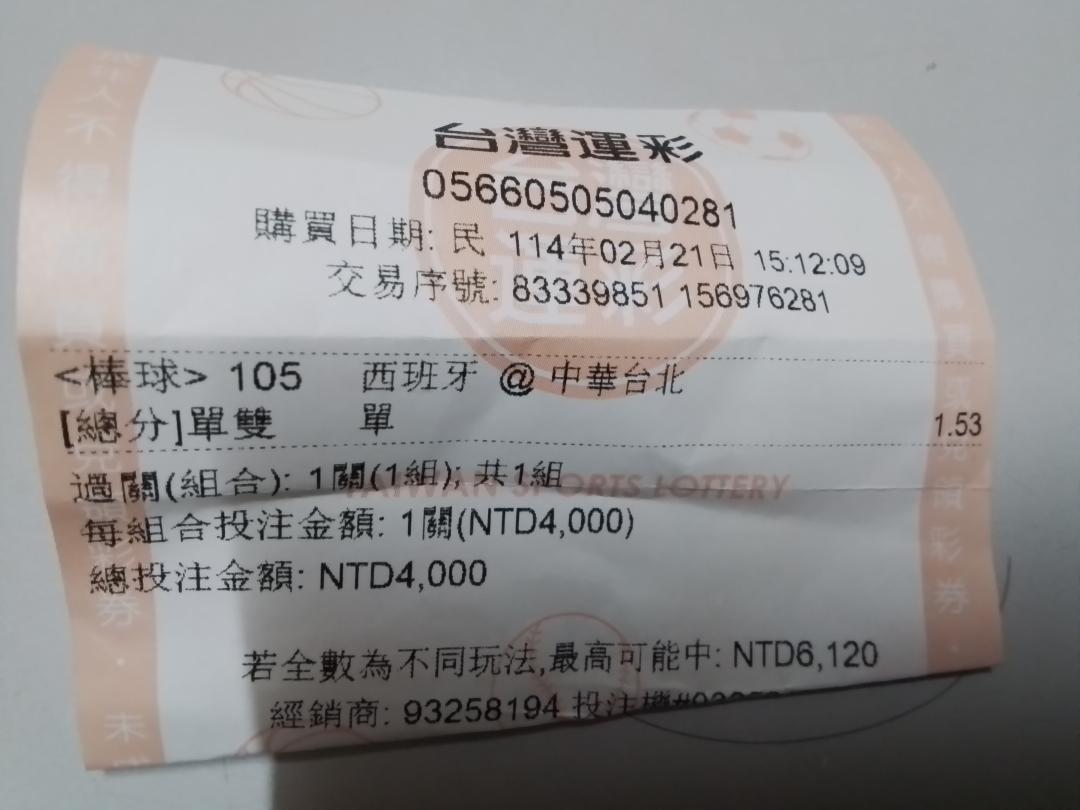 台灣運彩
05660505040281
購買日期: 民 114年02月21日 15:12:09
交易序號: 83339851 156976281
<棒球> 105 西班牙 @ 中華台北
[總分]單雙 單 1.53
過關(組合): 1關(1組); 共1組
TAIWAN SPORTS LOTTERY
每組合投注金額: 1關(NTD4,000)
總投注金額: NTD4,000
若全數為不同玩法,最高可能中: NTD6,120
經銷商: 93258194 投注機#